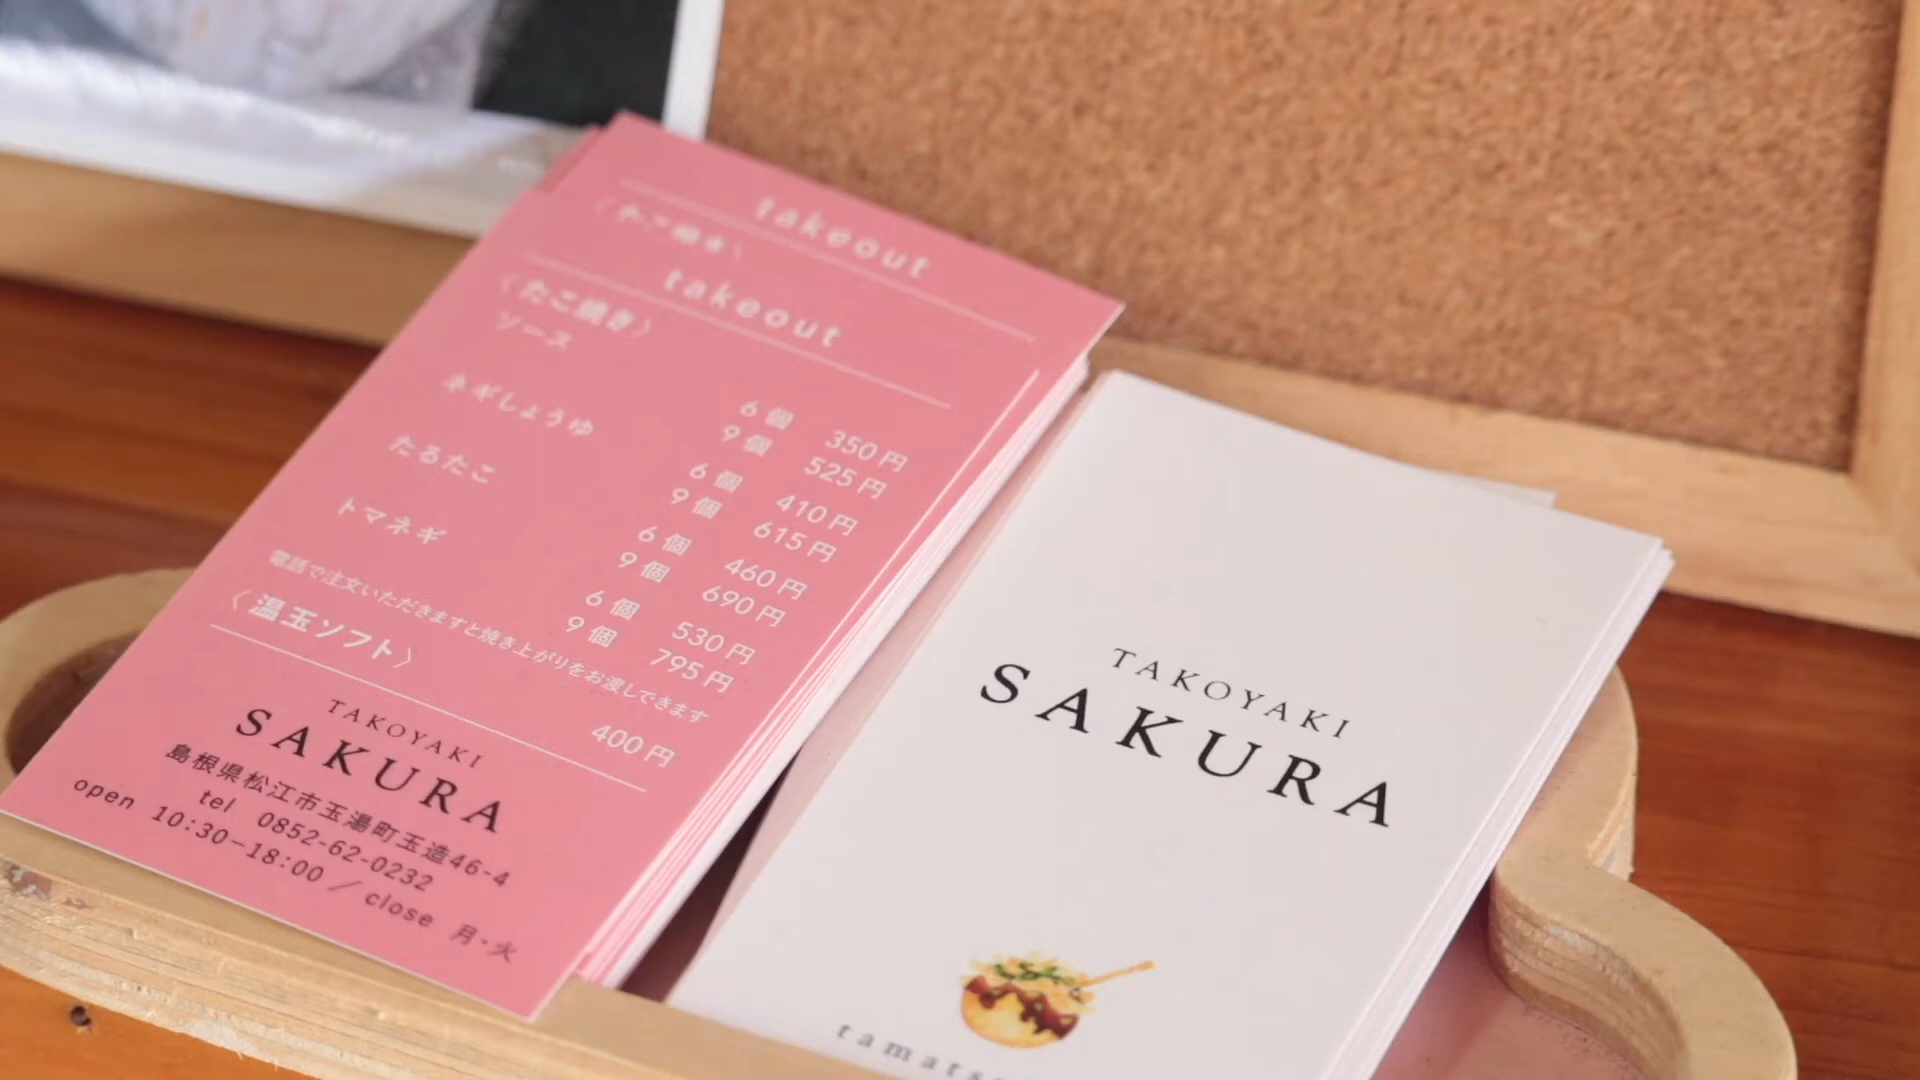 takeout
〈たこ焼き〉
takeout
〈たこ焼き〉
ソース 6個 350円
9個 525円
ネギしょうゆ 6個 410円
9個 615円
たるたこ 6個 460円
9個 690円
トマネギ 6個 530円
9個 795円
電話で注文いただきますと焼き上がりをお渡しできます
〈温玉ソフト〉 400円
TAKOYAKI
SAKURA
島根県松江市玉湯町玉造46-4
tel 0852-62-0232
open 10:30-18:00 / close 月・火
TAKOYAKI
SAKURA